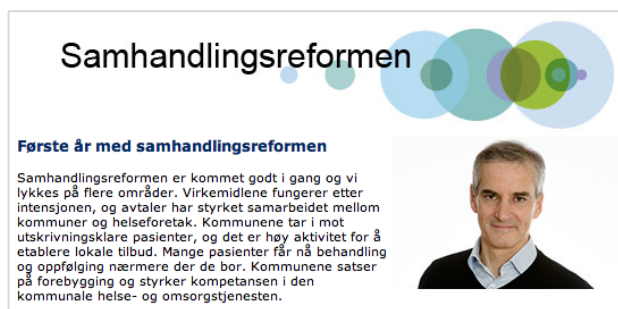 Samhandlingsreformen
Første år med samhandlingsreformen
Samhandlingsreformen er kommet godt i gang og vi
lykkes på flere områder. Virkemidlene fungerer etter
intensjonen, og avtaler har styrket samarbeidet mellom
kommuner og helseforetak. Kommunene tar i mot
utskrivningsklare pasienter, og det er høy aktivitet for å
etablere lokale tilbud. Mange pasienter får nå behandling
og oppfølging nærmere der de bor. Kommunene satser
på forebygging og styrker kompetansen i den
kommunale helse- og omsorgstjenesten.